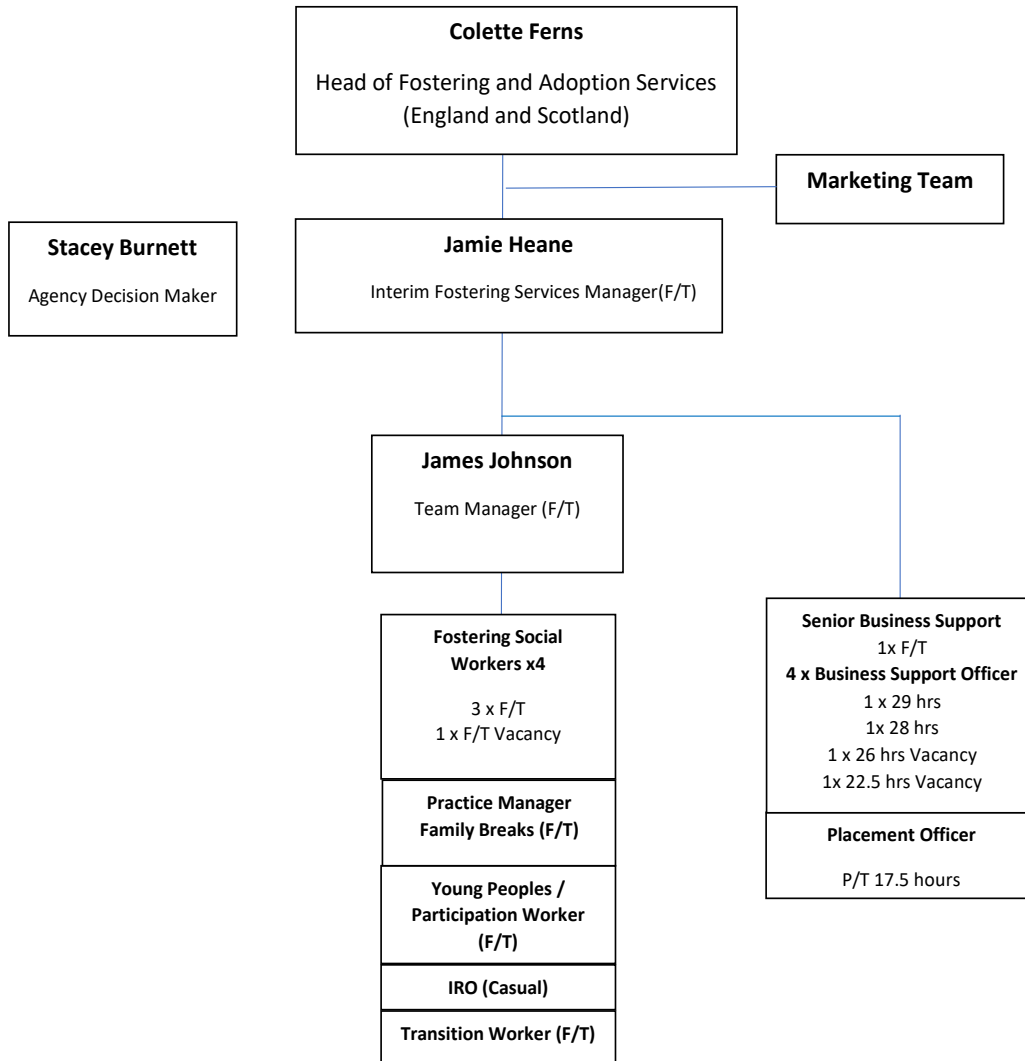 Colette Ferns
Head of Fostering and Adoption Services
(England and Scotland)
Marketing Team
Stacey Burnett
Agency Decision Maker
Jamie Heane
Interim Fostering Services Manager(F/T)
James Johnson
Team Manager (F/T)
Fostering Social
Workers x4
3 x F/T
1 x F/T Vacancy
Practice Manager
Family Breaks (F/T)
Young Peoples /
Participation Worker
(F/T)
IRO (Casual)
Transition Worker (F/T)
Senior Business Support
1x F/T
4 x Business Support Officer
1 x 29 hrs
1x 28 hrs
1 x 26 hrs Vacancy
1x 22.5 hrs Vacancy
Placement Officer
P/T 17.5 hours